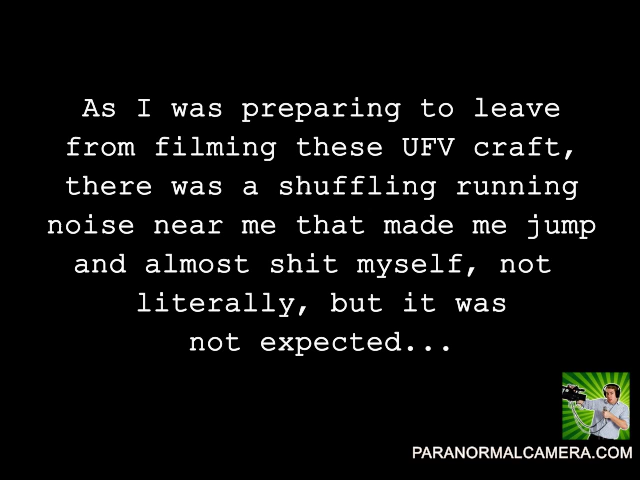 As I was preparing to leave
from filming these UFV craft,
there was a shuffling running
noise near me that made me jump
and almost shit myself, not
literally, but it was
not expected...
PARANORMALCAMERA.COM